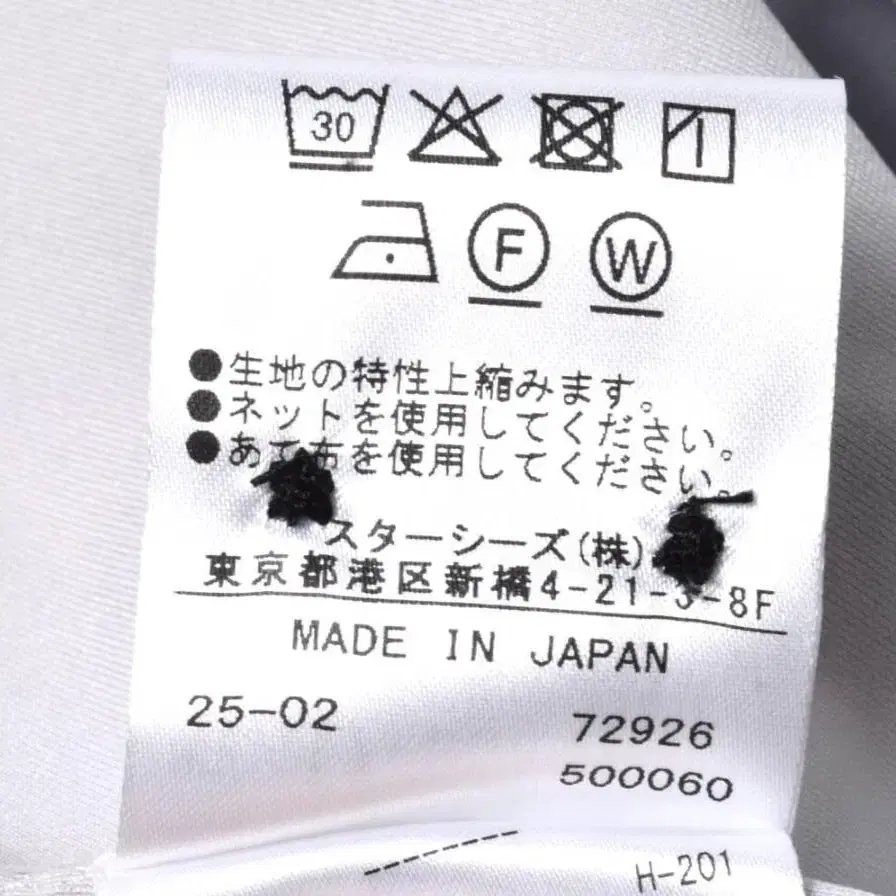 30
F W
●生地の特性上縮みます。
●ネットを使用してください。
●あて布を使用してください。
スターシーズ(株)
東京都港区新橋4-21-3-8F
MADE IN JAPAN
25-02
72926
500060
H-201